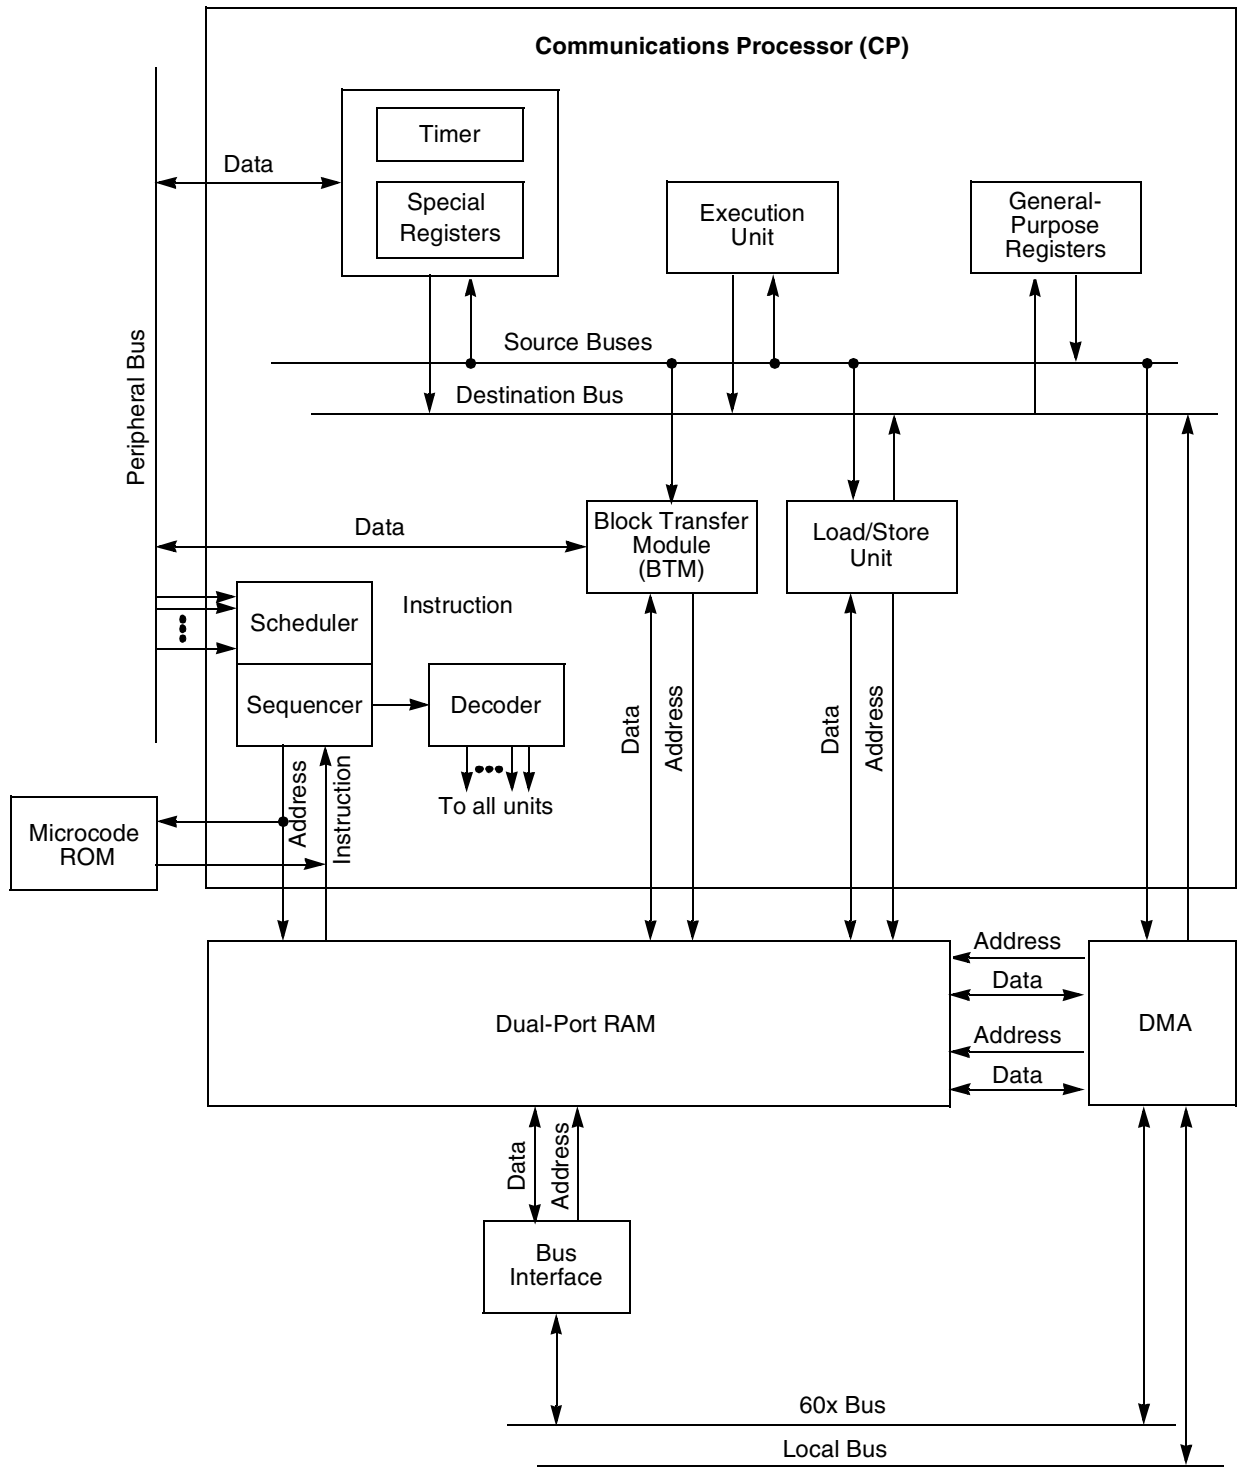 Communications Processor (CP)
Timer
Data
Special
Registers
Execution
Unit
General-
Purpose
Registers
Peripheral Bus
Source Buses
Destination Bus
Data
Block Transfer
Module
(BTM)
Load/Store
Unit
Scheduler
Instruction
Sequencer
Decoder
Data
Address
Data
Address
Address
Instruction
To all units
Microcode
ROM
Dual-Port RAM
Address
Data
Address
Data
DMA
Data
Address
Bus
Interface
60x Bus
Local Bus